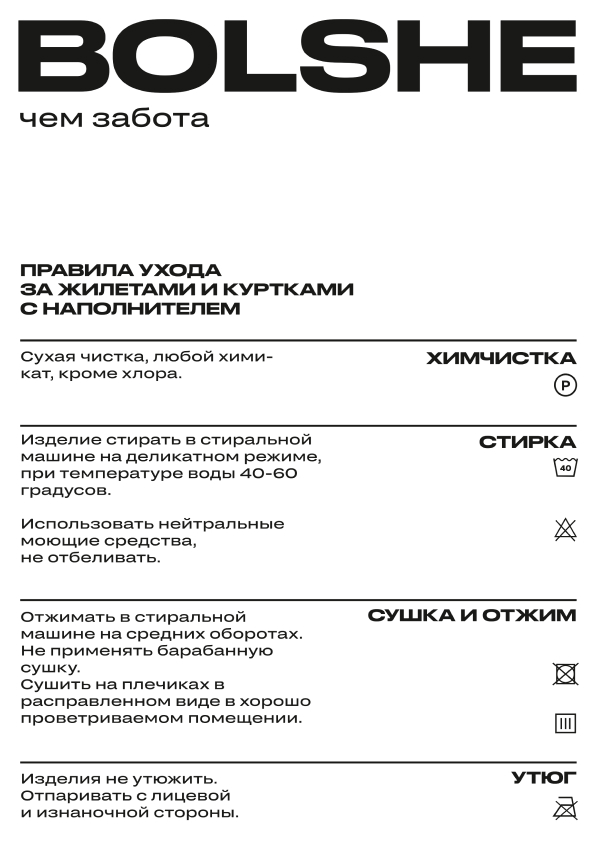 BOLSHE
чем забота
ПРАВИЛА УХОДА
ЗА ЖИЛЕТАМИ И КУРТКАМИ
С НАПОЛНИТЕЛЕМ
Сухая чистка, любой хими-
кат, кроме хлора.
ХИМЧИСТКА
P
Изделие стирать в стиральной
машине на деликатном режиме,
при температуре воды 40-60
градусов.
СТИРКА
40
Использовать нейтральные
моющие средства,
не отбеливать.
Отжимать в стиральной
машине на средних оборотах.
Не применять барабанную
сушку.
Сушить на плечиках в
расправленном виде в хорошо
проветриваемом помещении.
СУШКА И ОТЖИМ
Изделия не утюжить.
Отпаривать с лицевой
и изнаночной стороны.
УТЮГ